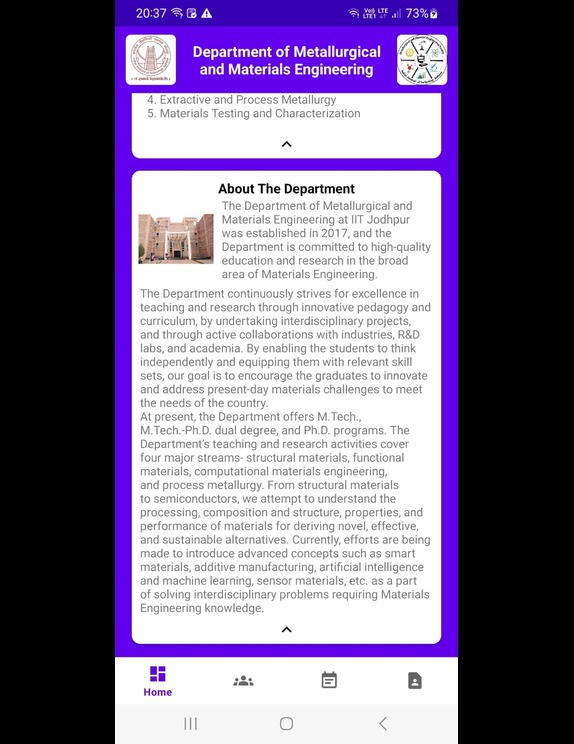 20:37
Vo)) LTE
LTE1
73%
Department of Metallurgical
and Materials Engineering
4. Extractive and Process Metallurgy
5. Materials Testing and Characterization
About The Department
The Department of Metallurgical and
Materials Engineering at IIT Jodhpur
was established in 2017, and the
Department is committed to high-quality
education and research in the broad
area of Materials Engineering.
The Department continuously strives for excellence in
teaching and research through innovative pedagogy and
curriculum, by undertaking interdisciplinary projects,
and through active collaborations with industries, R&D
labs, and academia. By enabling the students to think
independently and equipping them with relevant skill
sets, our goal is to encourage the graduates to innovate
and address present-day materials challenges to meet
the needs of the country.
At present, the Department offers M.Tech.,
M.Tech.-Ph.D. dual degree, and Ph.D. programs. The
Department's teaching and research activities cover
four major streams- structural materials, functional
materials, computational materials engineering,
and process metallurgy. From structural materials
to semiconductors, we attempt to understand the
processing, composition and structure, properties, and
performance of materials for deriving novel, effective,
and sustainable alternatives. Currently, efforts are being
made to introduce advanced concepts such as smart
materials, additive manufacturing, artificial intelligence
and machine learning, sensor materials, etc. as a part
of solving interdisciplinary problems requiring Materials
Engineering knowledge.
Home